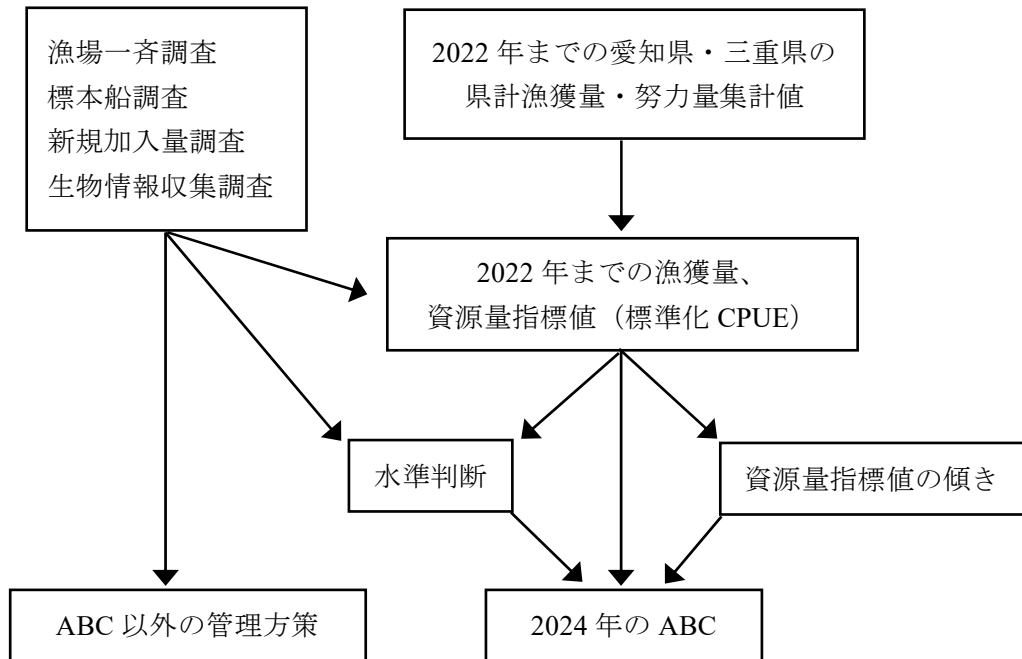 漁場一斉調査
標本船調査
新規加入量調査
生物情報収集調査
2022 年までの愛知県・三重県の
県計漁獲量・努力量集計値
2022 年までの漁獲量、
資源量指標値（標準化 CPUE）
水準判断
資源量指標値の傾き
ABC 以外の管理方策
2024 年の ABC